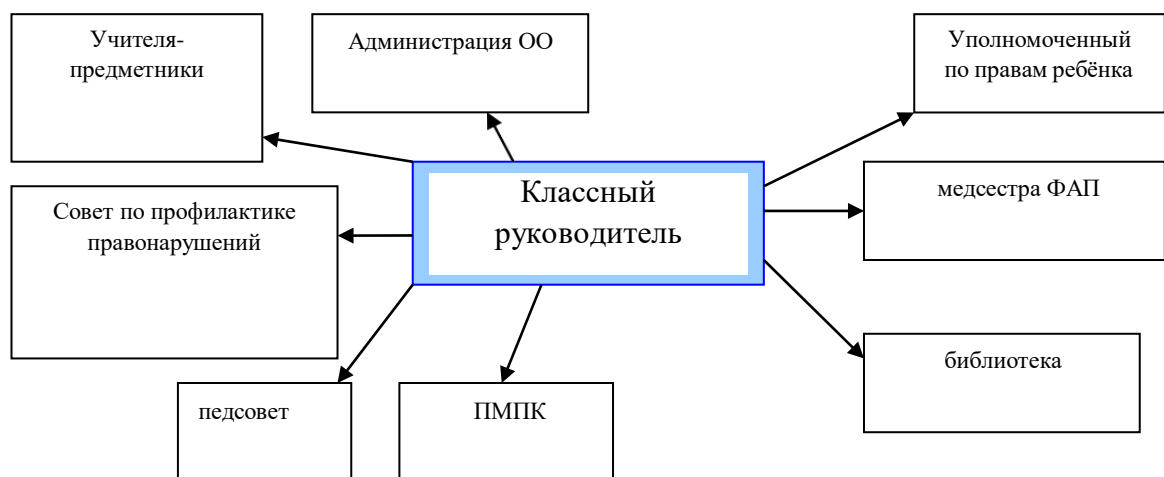 Учителя-
предметники
Администрация ОО
Уполномоченный
по правам ребёнка
Классный
руководитель
медсестра ФАП
Совет по профилактике
правонарушений
библиотека
педсовет
ПМПК